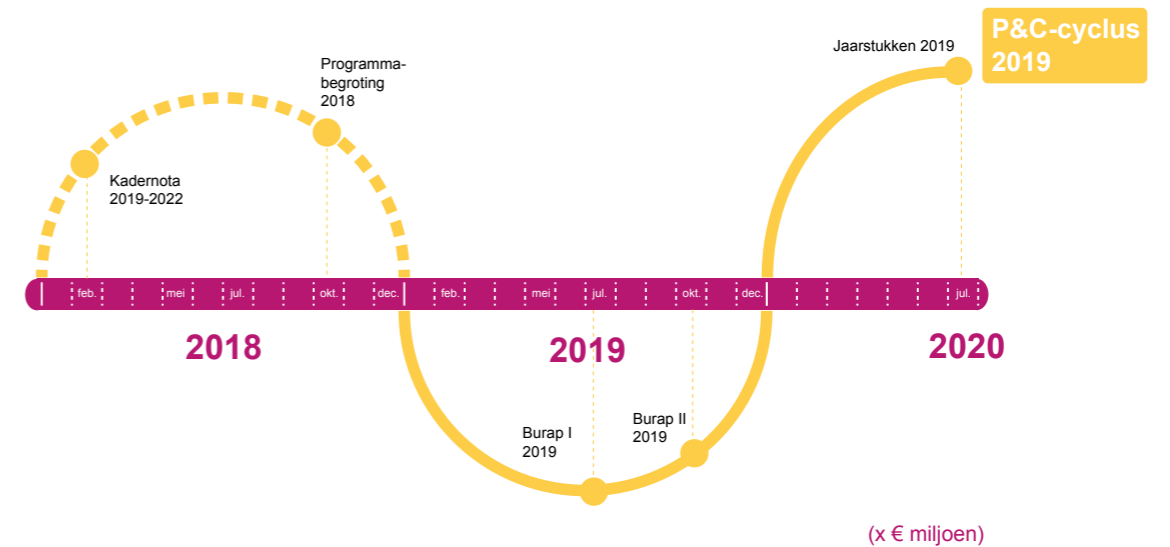 P&C-cyclus
2019
Jaarstukken 2019
Programma-
begroting
2018
Kadernota
2019-2022
feb. mei jul. okt. dec. feb. mei jul. okt. dec. jul.
2018 2019 2020
Burap I
2019
Burap II
2019
(x € miljoen)